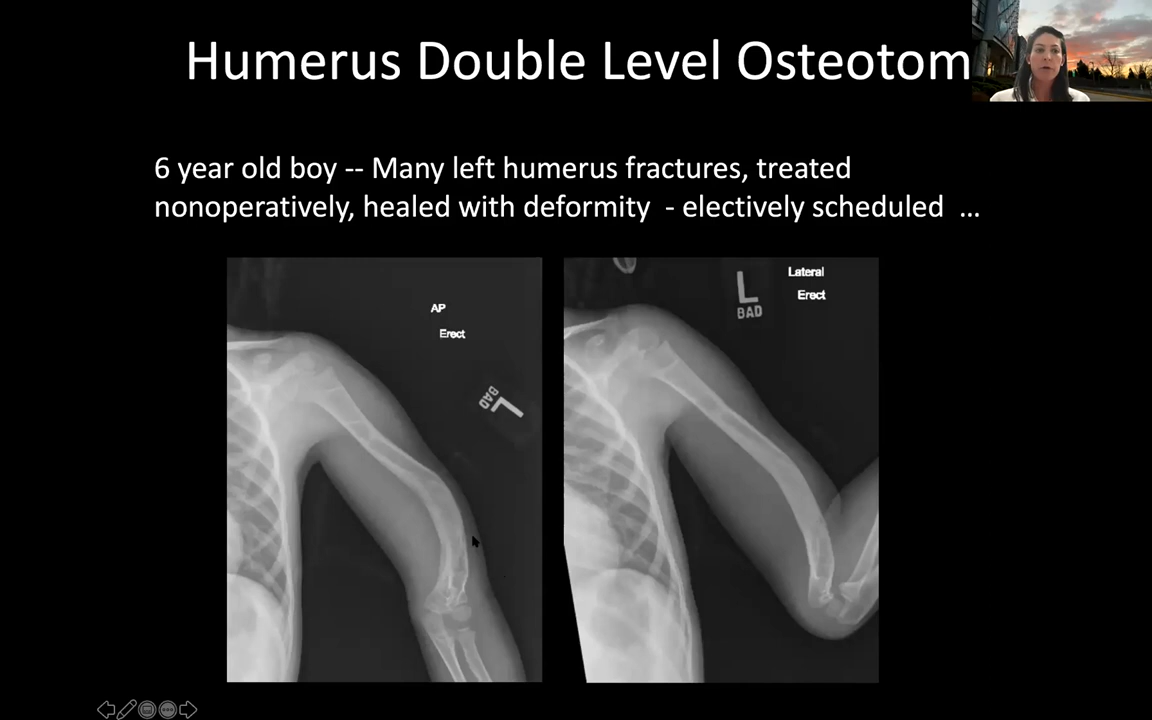 Humerus Double Level Osteotom
6 year old boy -- Many left humerus fractures, treated
nonoperatively, healed with deformity - electively scheduled ...
AP
Erect
BAD
L
Lateral
Erect
L
BAD